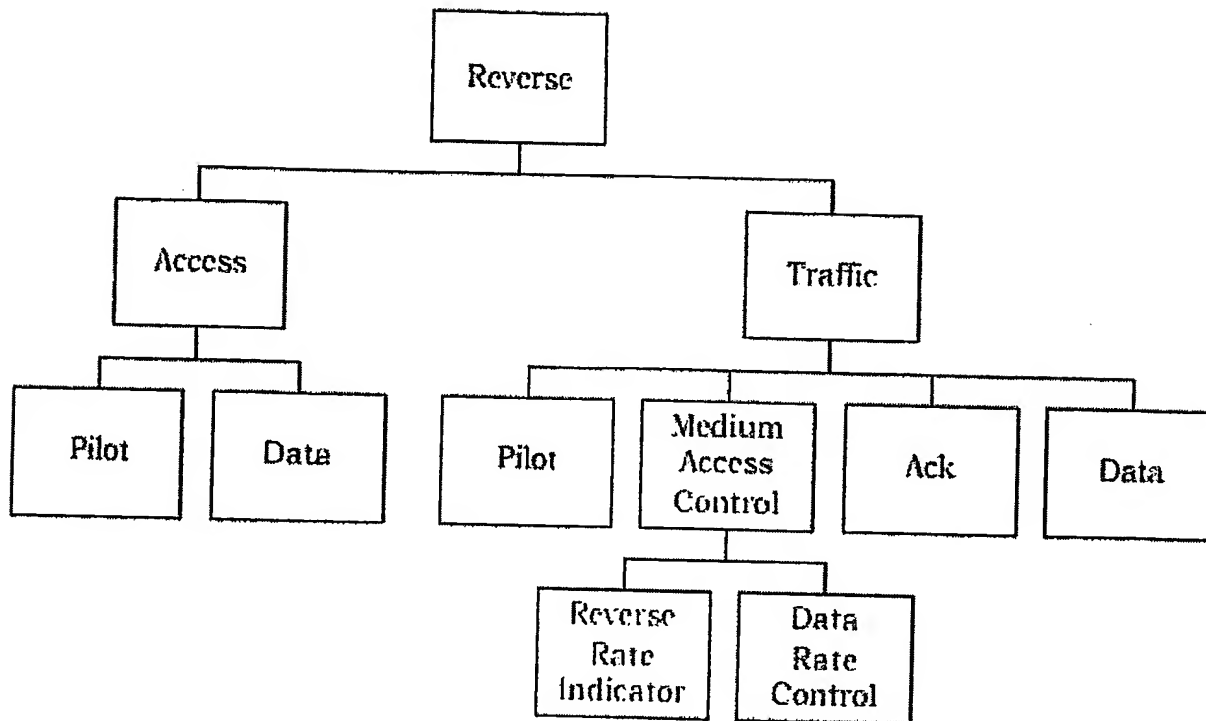 Reverse
Access
Traffic
Pilot
Data
Pilot
Medium
Access
Control
Ack
Data
Reverse
Rate
Indicator
Data
Rate
Control